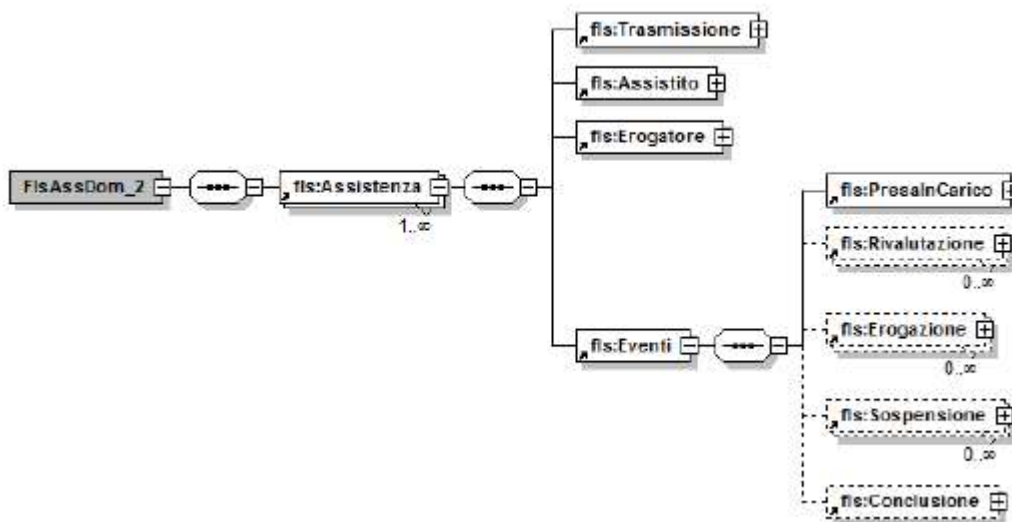 fls:Trasmissione
fls:Assistito
fls:Erogatore
FlsAssDom_2
fls:Assistenza
1..∞
fls:PresaInCarico
fls:Rivalutazione
0..∞
fls:Eventi
fls:Erogazione
0..∞
fls:Sospensione
0..∞
fls:Conclusione